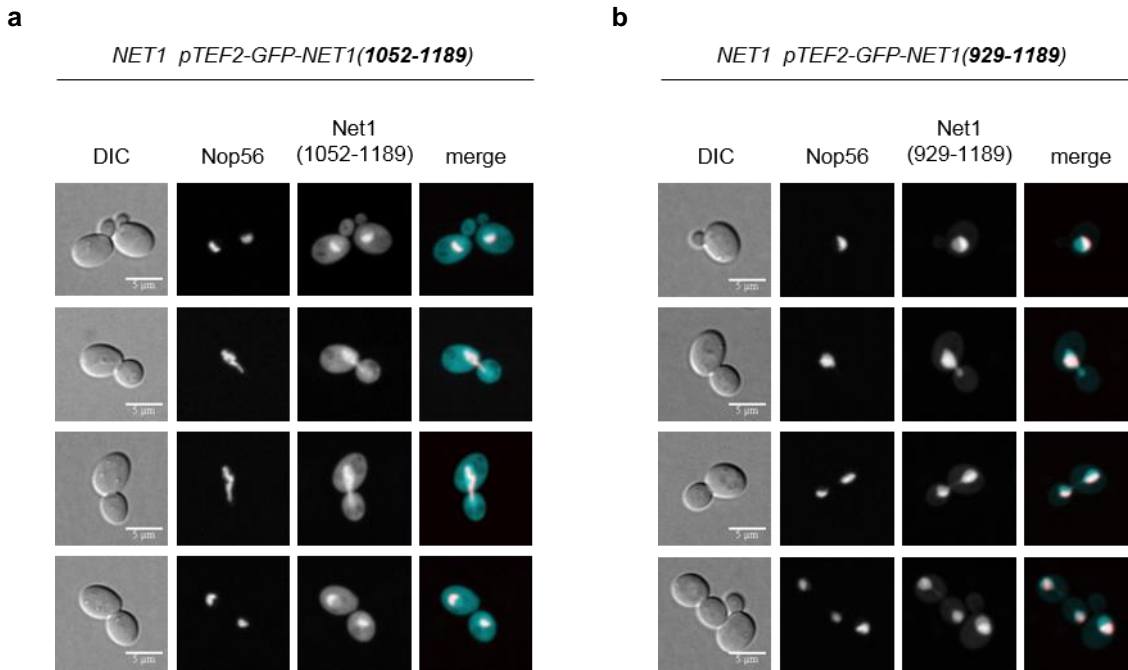 a
NET1 pTEF2-GFP-NET1(1052-1189)
DIC
Nop56
Net1
(1052-1189)
merge
5 µm
5 µm
5 µm
5 µm
b
NET1 pTEF2-GFP-NET1(929-1189)
DIC
Nop56
Net1
(929-1189)
merge
5 µm
5 µm
5 µm
5 µm